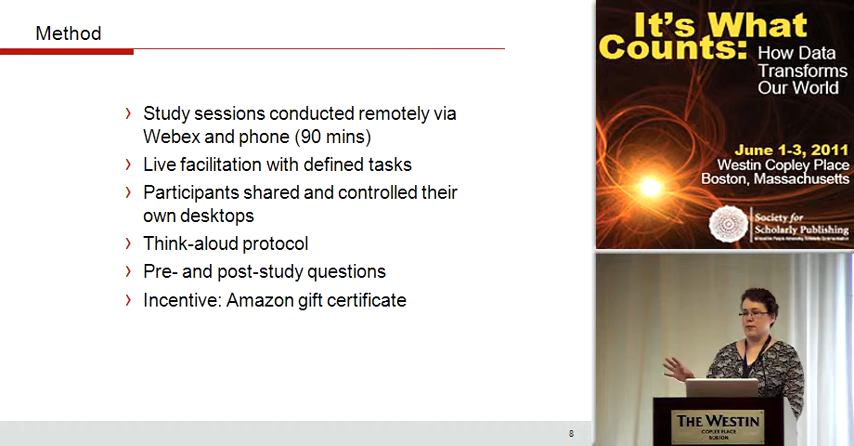 Method
› Study sessions conducted remotely via
Webex and phone (90 mins)
› Live facilitation with defined tasks
› Participants shared and controlled their
own desktops
› Think-aloud protocol
› Pre- and post-study questions
› Incentive: Amazon gift certificate
8
It's What
Counts: How Data
Transforms
Our World
June 1-3, 2011
Westin Copley Place
Boston, Massachusetts
Society for
Scholarly Publishing
THE WESTIN
COPLEY PLACE
BOSTON